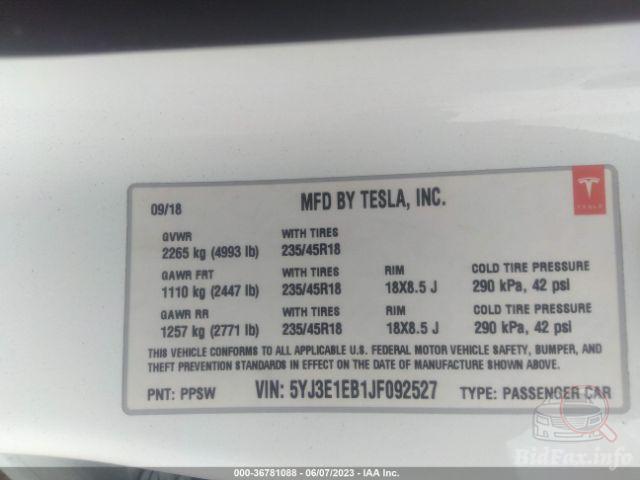 09/18 MFD BY TESLA, INC.
TESLA
GVWR WITH TIRES
2265 kg (4993 lb) 235/45R18
GAWR FRT WITH TIRES RIM COLD TIRE PRESSURE
1110 kg (2447 lb) 235/45R18 18X8.5 J 290 kPa, 42 psi
GAWR RR WITH TIRES RIM COLD TIRE PRESSURE
1257 kg (2771 lb) 235/45R18 18X8.5 J 290 kPa, 42 psi
THIS VEHICLE CONFORMS TO ALL APPLICABLE U.S. FEDERAL MOTOR VEHICLE SAFETY, BUMPER, AND
THEFT PREVENTION STANDARDS IN EFFECT ON THE DATE OF MANUFACTURE SHOWN ABOVE.
PNT: PPSW VIN: 5YJ3E1EB1JF092527 TYPE: PASSENGER CAR
BidFax.info
000-36781088 - 06/07/2023 - IAA Inc.